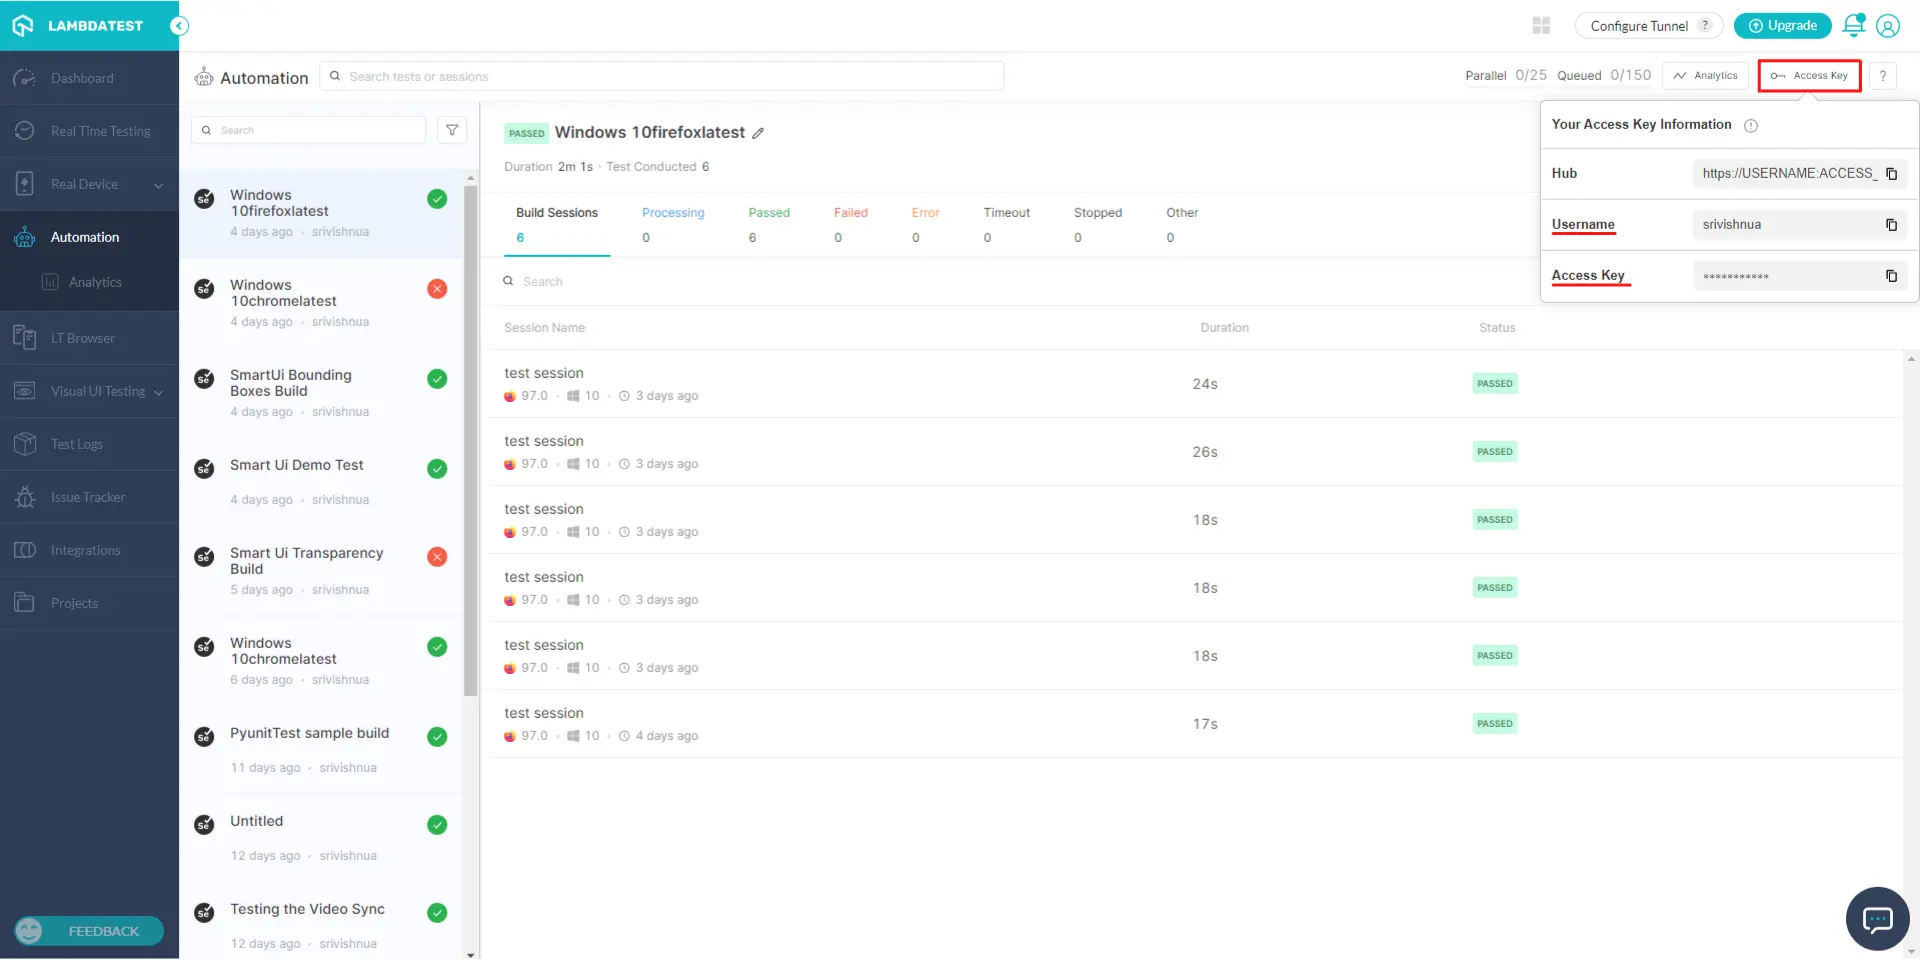 LAMBDATEST
Configure Tunnel ?
Upgrade
Dashboard
Real Time Testing
Real Device
Automation
Analytics
LT Browser
Visual UI Testing
Test Logs
Issue Tracker
Integrations
Projects
FEEDBACK
Automation
Search tests or sessions
Parallel 0/25 Queued 0/150
Analytics
Access Key
?
Search
Windows
10firefoxlatest
4 days ago • srivishnua
Windows
10chromelatest
4 days ago • srivishnua
SmartUi Bounding
Boxes Build
4 days ago • srivishnua
Smart Ui Demo Test
4 days ago • srivishnua
Smart Ui Transparency
Build
5 days ago • srivishnua
Windows
10chromelatest
6 days ago • srivishnua
PyunitTest sample build
11 days ago • srivishnua
Untitled
12 days ago • srivishnua
Testing the Video Sync
12 days ago • srivishnua
PASSED Windows 10firefoxlatest
Duration 2m 1s · Test Conducted 6
Build Sessions Processing Passed Failed Error Timeout Stopped Other
6 0 6 0 0 0 0 0
Search
Session Name Duration Status
test session
97.0 • 10 • 3 days ago
24s
PASSED
test session
97.0 • 10 • 3 days ago
26s
PASSED
test session
97.0 • 10 • 3 days ago
18s
PASSED
test session
97.0 • 10 • 3 days ago
18s
PASSED
test session
97.0 • 10 • 3 days ago
18s
PASSED
test session
97.0 • 10 • 4 days ago
17s
PASSED
Your Access Key Information
Hub https://USERNAME:ACCESS_
Username srivishnua
Access Key ***********